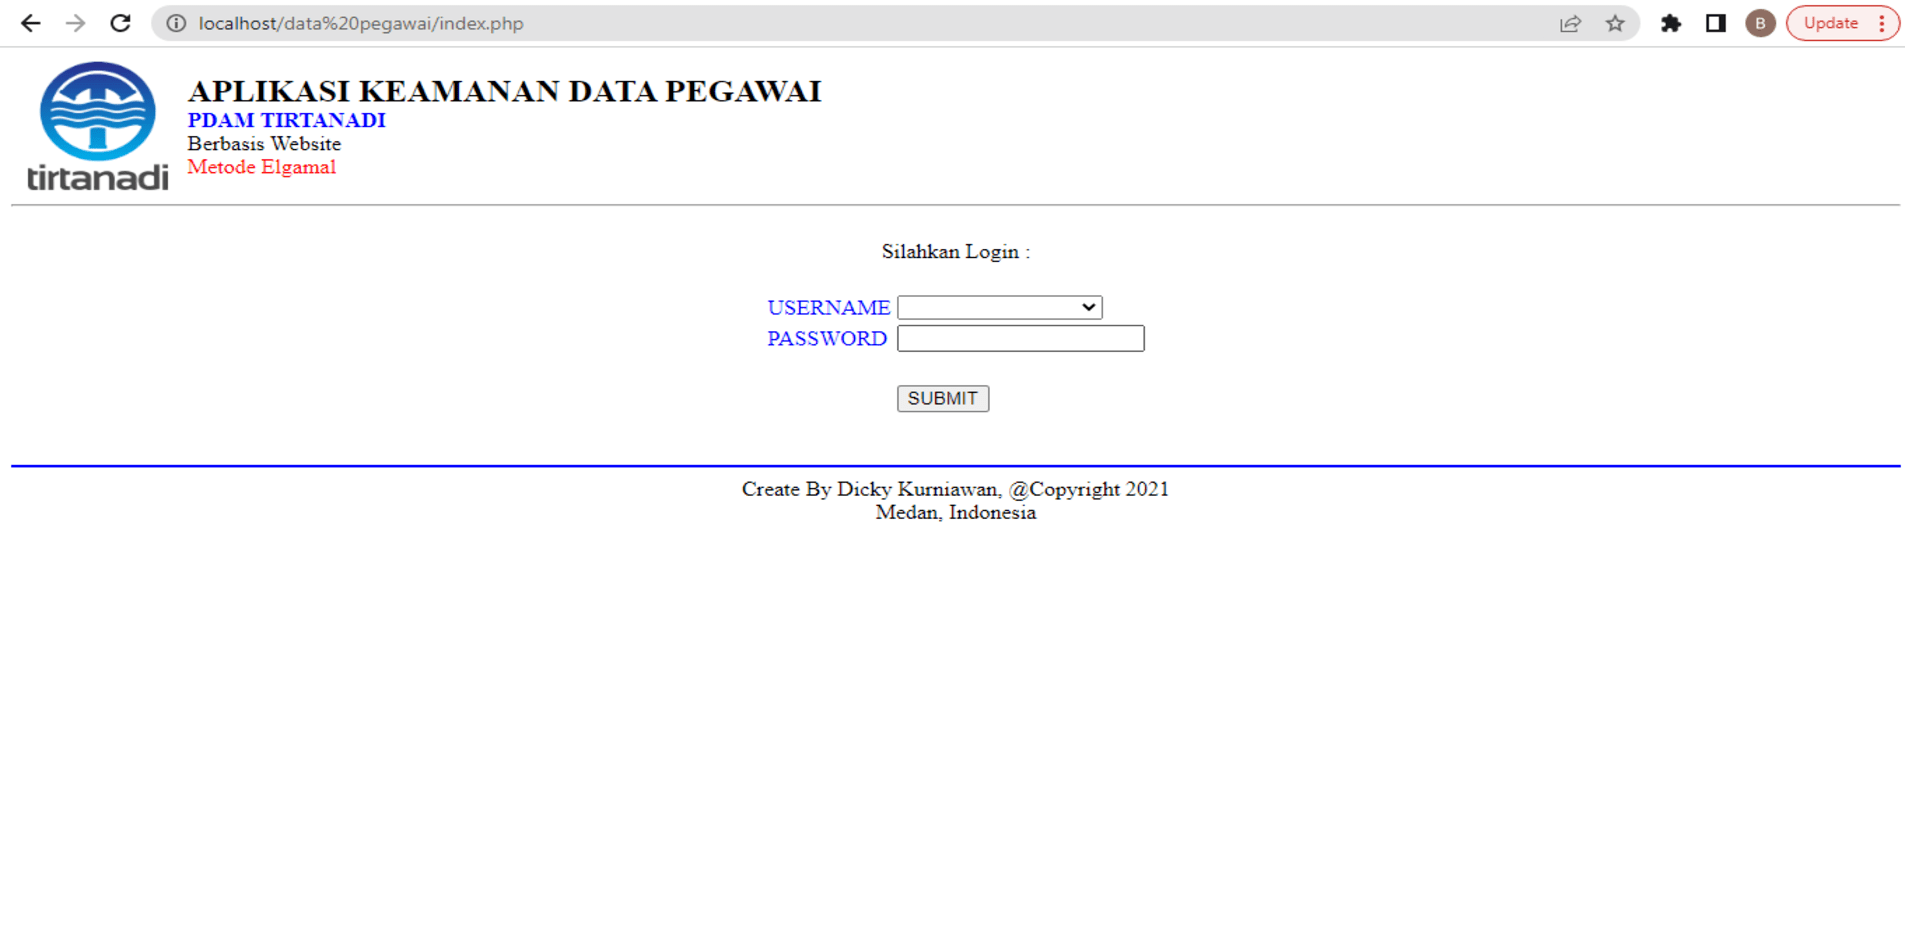 localhost/data%20pegawai/index.php
B
Update
APLIKASI KEAMANAN DATA PEGAWAI
PDAM TIRTANADI
Berbasis Website
Metode Elgamal
tirtanadi
Silahkan Login :
USERNAME
PASSWORD
SUBMIT
Create By Dicky Kurniawan, @Copyright 2021
Medan, Indonesia